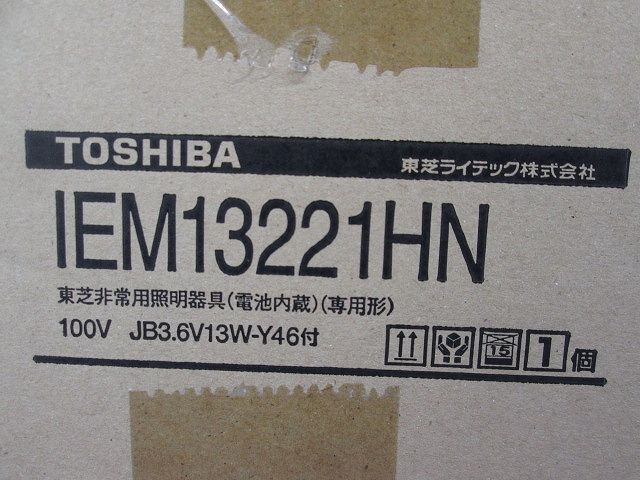 TOSHIBA 東芝ライテック株式会社
IEM13221HN
東芝非常用照明器具(電池内蔵)(専用形)
100V JB3.6V13W-Y46付
15 1個